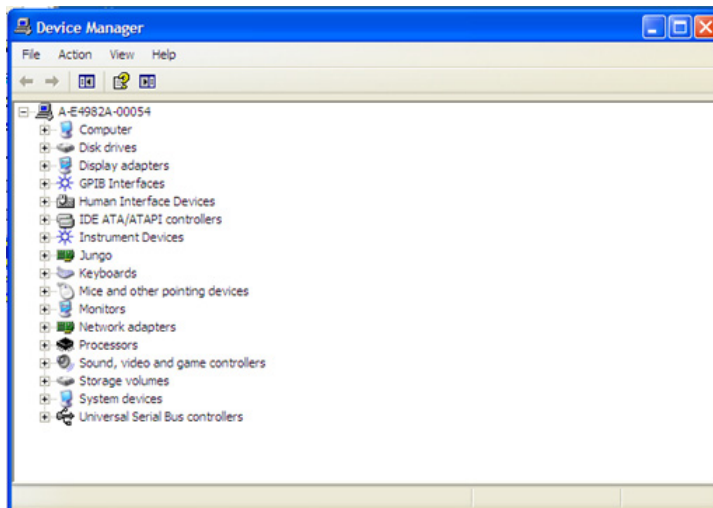 Device Manager
File Action View Help
A-E4982A-00054
Computer
Disk drives
Display adapters
GPIB Interfaces
Human Interface Devices
IDE ATA/ATAPI controllers
Instrument Devices
Jungo
Keyboards
Mice and other pointing devices
Monitors
Network adapters
Processors
Sound, video and game controllers
Storage volumes
System devices
Universal Serial Bus controllers